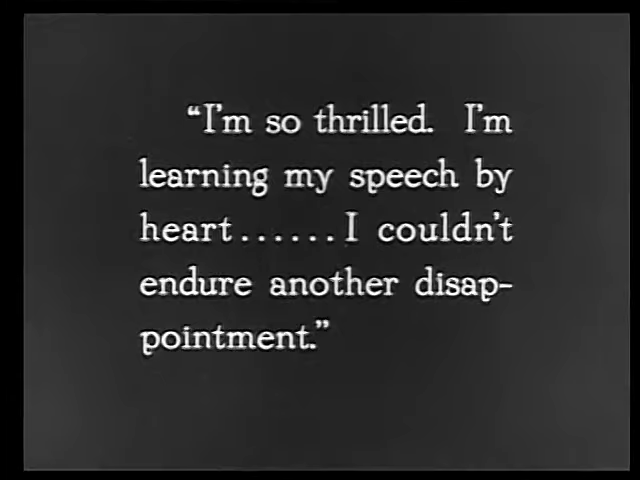 “I'm so thrilled. I'm
learning my speech by
heart......I couldn't
endure another disap-
pointment.”